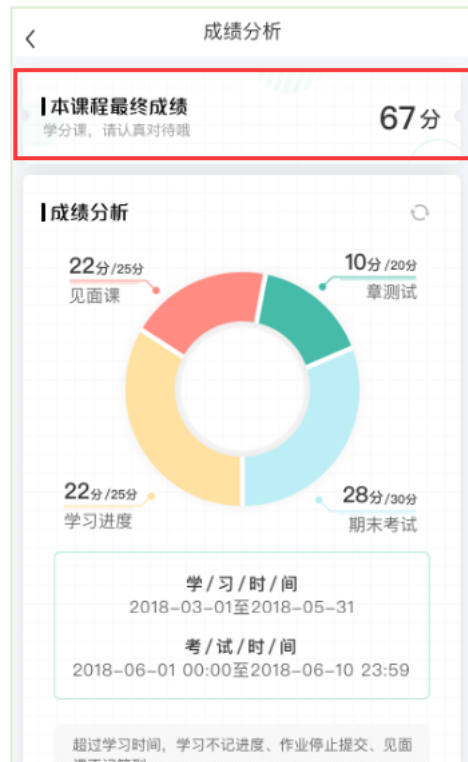 成绩分析
本课程最终成绩
67分
学分课，请认真对待哦
成绩分析
22分/25分
见面课
10分/20分
章测试
22分/25分
学习进度
28分/30分
期末考试
学/习/时/间
2018-03-01至2018-05-31
考/试/时/间
2018-06-01 00:00至2018-06-10 23:59
超过学习时间，学习不记进度、作业停止提交、见面